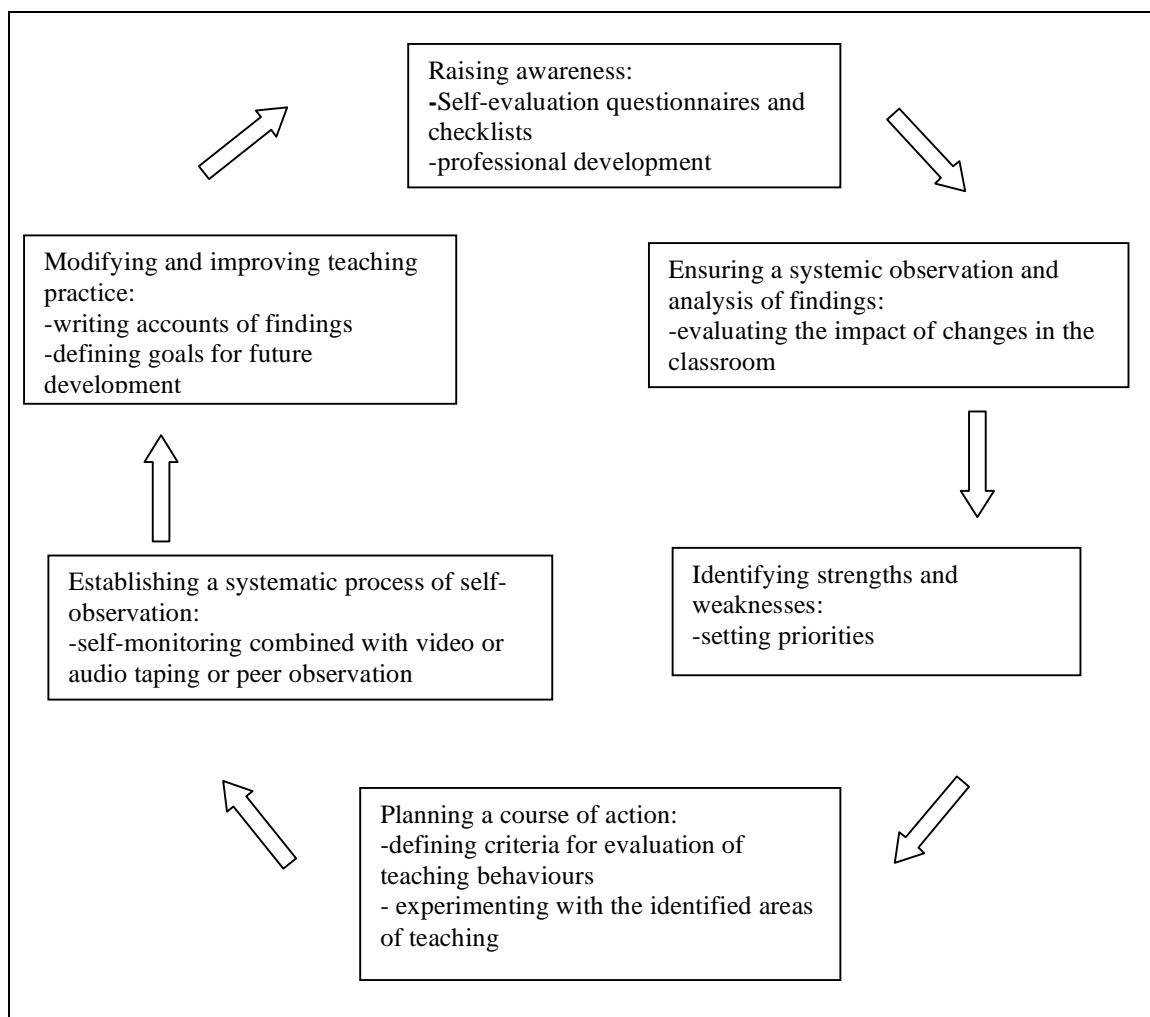 Raising awareness:
-Self-evaluation questionnaires and
checklists
-professional development
Ensuring a systemic observation and
analysis of findings:
-evaluating the impact of changes in the
classroom
Identifying strengths and
weaknesses:
-setting priorities
Planning a course of action:
-defining criteria for evaluation of
teaching behaviours
- experimenting with the identified areas
of teaching
Establishing a systematic process of self-
observation:
-self-monitoring combined with video or
audio taping or peer observation
Modifying and improving teaching
practice:
-writing accounts of findings
-defining goals for future
development